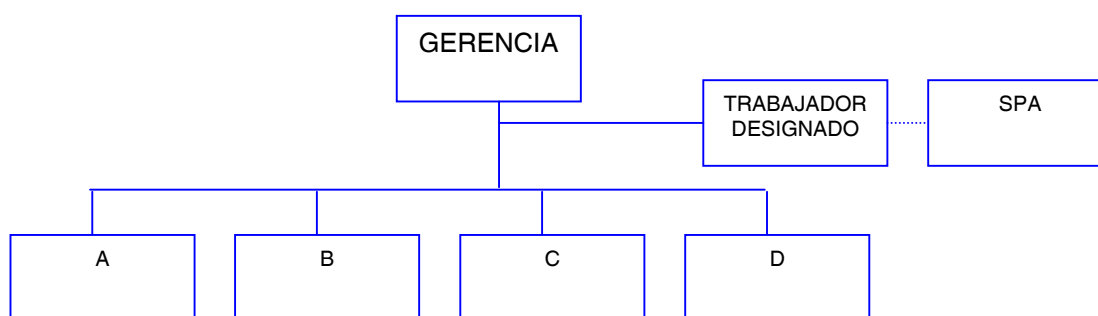 GERENCIA
TRABAJADOR
DESIGNADO
SPA
A
B
C
D